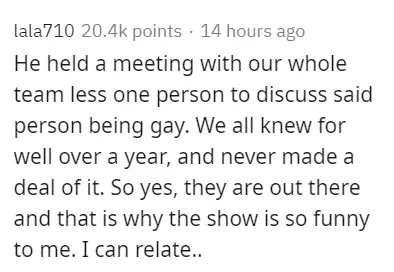 lala710 20.4k points · 14 hours ago
He held a meeting with our whole
team less one person to discuss said
person being gay. We all knew for
well over a year, and never made a
deal of it. So yes, they are out there
and that is why the show is so funny
to me. I can relate..